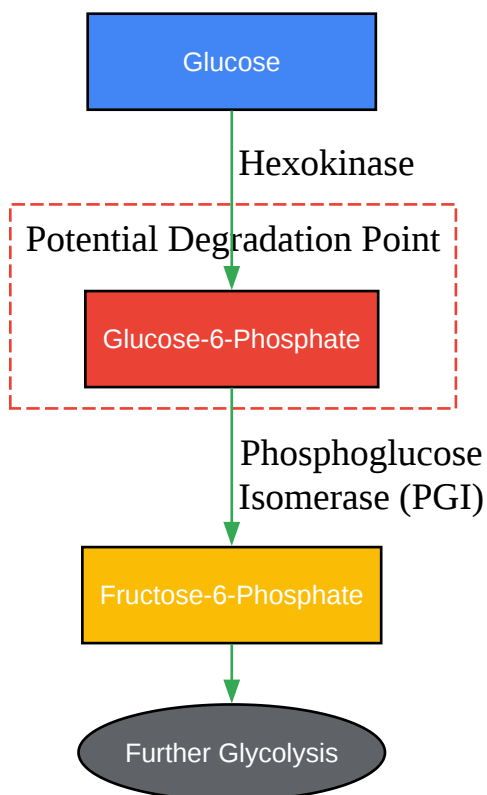 Glucose
Hexokinase
Potential Degradation Point
Glucose-6-Phosphate
Phosphoglucose
Isomerase (PGI)
Fructose-6-Phosphate
Further Glycolysis